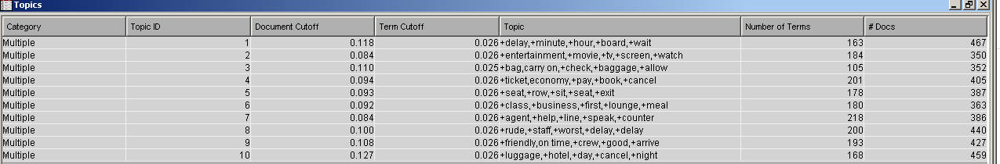 Topics
Category Topic ID Document Cutoff Term Cutoff Topic Number of Terms # Docs
Multiple 1 0.118 0.026 +delay,+minute,+hour,+board,+wait 163 467
Multiple 2 0.084 0.026 +entertainment,+movie,+tv,+screen,+watch 184 350
Multiple 3 0.110 0.025 +bag,carry on,+check,+baggage,+allow 105 352
Multiple 4 0.094 0.026 +ticket,economy,+pay,+book,+cancel 201 405
Multiple 5 0.093 0.026 +seat,+row,+sit,+seat,+exit 178 387
Multiple 6 0.092 0.026 +class,+business,+first,+lounge,+meal 180 363
Multiple 7 0.084 0.026 +agent,+help,+line,+speak,+counter 218 386
Multiple 8 0.100 0.026 +rude,+staff,+worst,+delay,+delay 200 440
Multiple 9 0.108 0.026 +friendly,on time,+crew,+good,+arrive 193 427
Multiple 10 0.127 0.026 +luggage,+hotel,+day,+cancel,+night 168 459